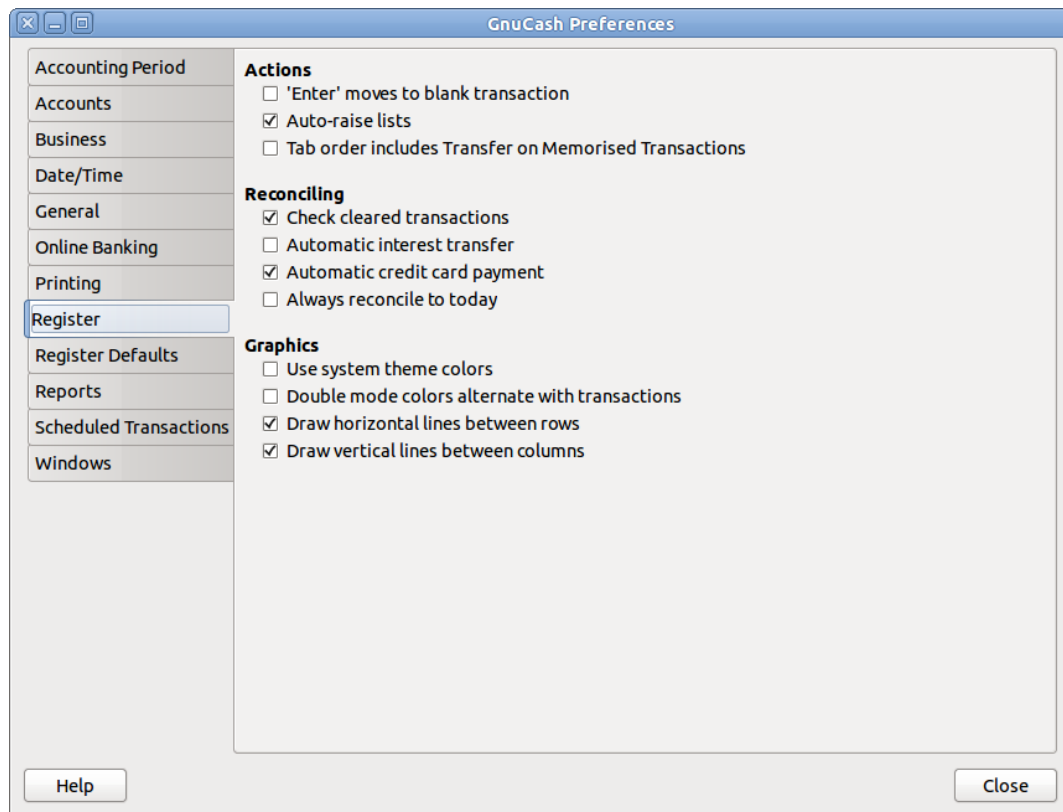 GnuCash Preferences
Accounting Period
Accounts
Business
Date/Time
General
Online Banking
Printing
Register
Register Defaults
Reports
Scheduled Transactions
Windows
Actions
'Enter' moves to blank transaction
Auto-raise lists
Tab order includes Transfer on Memorised Transactions
Reconciling
Check cleared transactions
Automatic interest transfer
Automatic credit card payment
Always reconcile to today
Graphics
Use system theme colors
Double mode colors alternate with transactions
Draw horizontal lines between rows
Draw vertical lines between columns
Help
Close